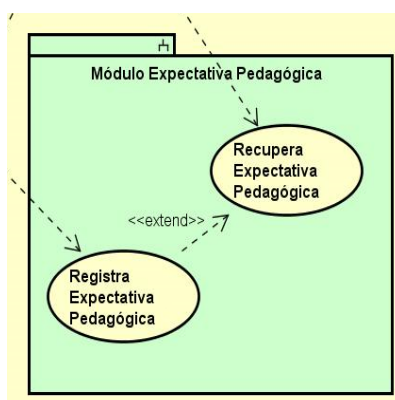 Módulo Expectativa Pedagógica
Recupera
Expectativa
Pedagógica
<<extend>>
Registra
Expectativa
Pedagógica